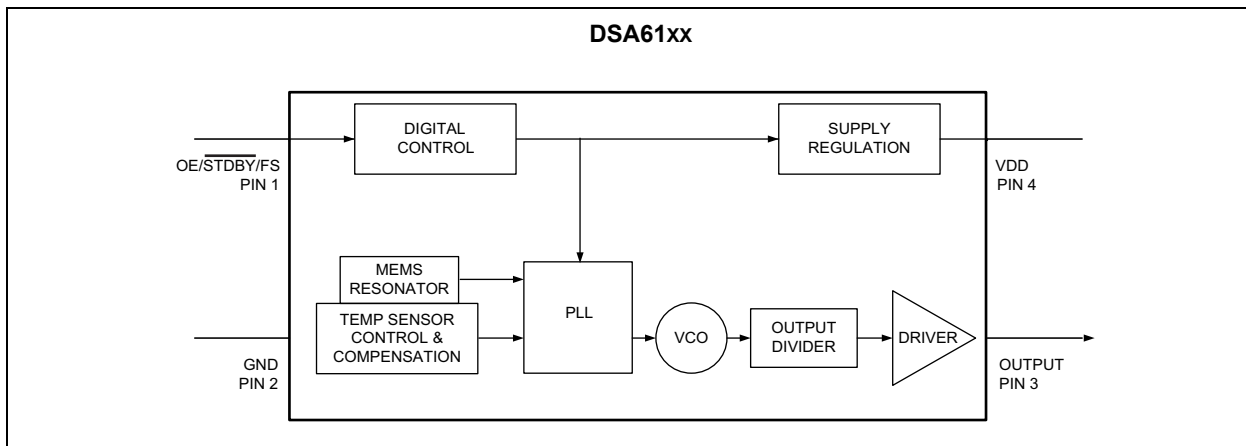 DSA61xx
DIGITAL
CONTROL
SUPPLY
REGULATION
OE/STDBY/FS
PIN 1
VDD
PIN 4
MEMS
RESONATOR
TEMP SENSOR
CONTROL &
COMPENSATION
PLL
VCO
OUTPUT
DIVIDER
DRIVER
GND
PIN 2
OUTPUT
PIN 3